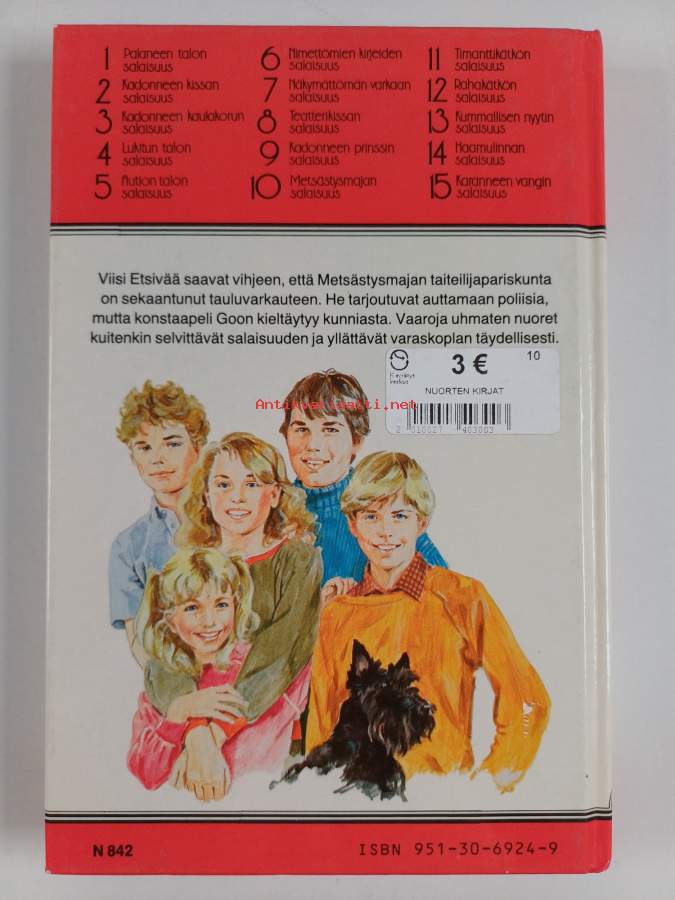 1 Palaneen talon
salaisuus
2 Kadonneen kissan
salaisuus
3 Kadonneen kaulakorun
salaisuus
4 Lukitun talon
salaisuus
5 Aution talon
salaisuus
6 Nimettömien kirjeiden
salaisuus
7 Näkymättömän varkaan
salaisuus
8 Teatterikissan
salaisuus
9 Kadonneen prinssin
salaisuus
10 Metsästysmajan
salaisuus
11 Timanttikätkön
salaisuus
12 Rahakätkön
salaisuus
13 Kummallisen nyytin
salaisuus
14 Haamulinnan
salaisuus
15 Karanneen vangin
salaisuus
Viisi Etsivää saavat vihjeen, että Metsästysmajan taiteilijapariskunta
on sekaantunut tauluvarkauteen. He tarjoutuvat auttamaan poliisia,
mutta konstaapeli Goon kieltäytyy kunniasta. Vaaroja uhmaten nuoret
kuitenkin selvittävät salaisuuden ja yllättävät varaskoplan täydellisesti.
Kierrätys
keskus
3 €
10
NUORTEN KIRJAT
2 010027 403003
Antikvariaatti.net
N 842
ISBN 951-30-6924-9